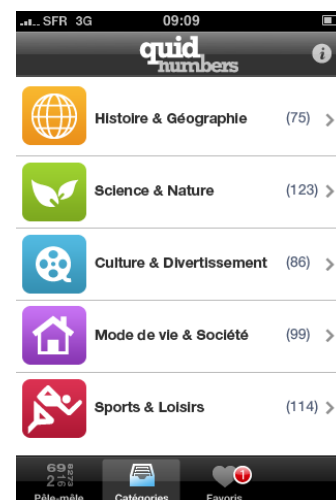 SFR 3G 09:09
quid
numbers
i
Histoire & Géographie (75)
Science & Nature (123)
Culture & Divertissement (86)
Mode de vie & Société (99)
Sports & Loisirs (114)
1
Pêle-mêle Catégories Favoris